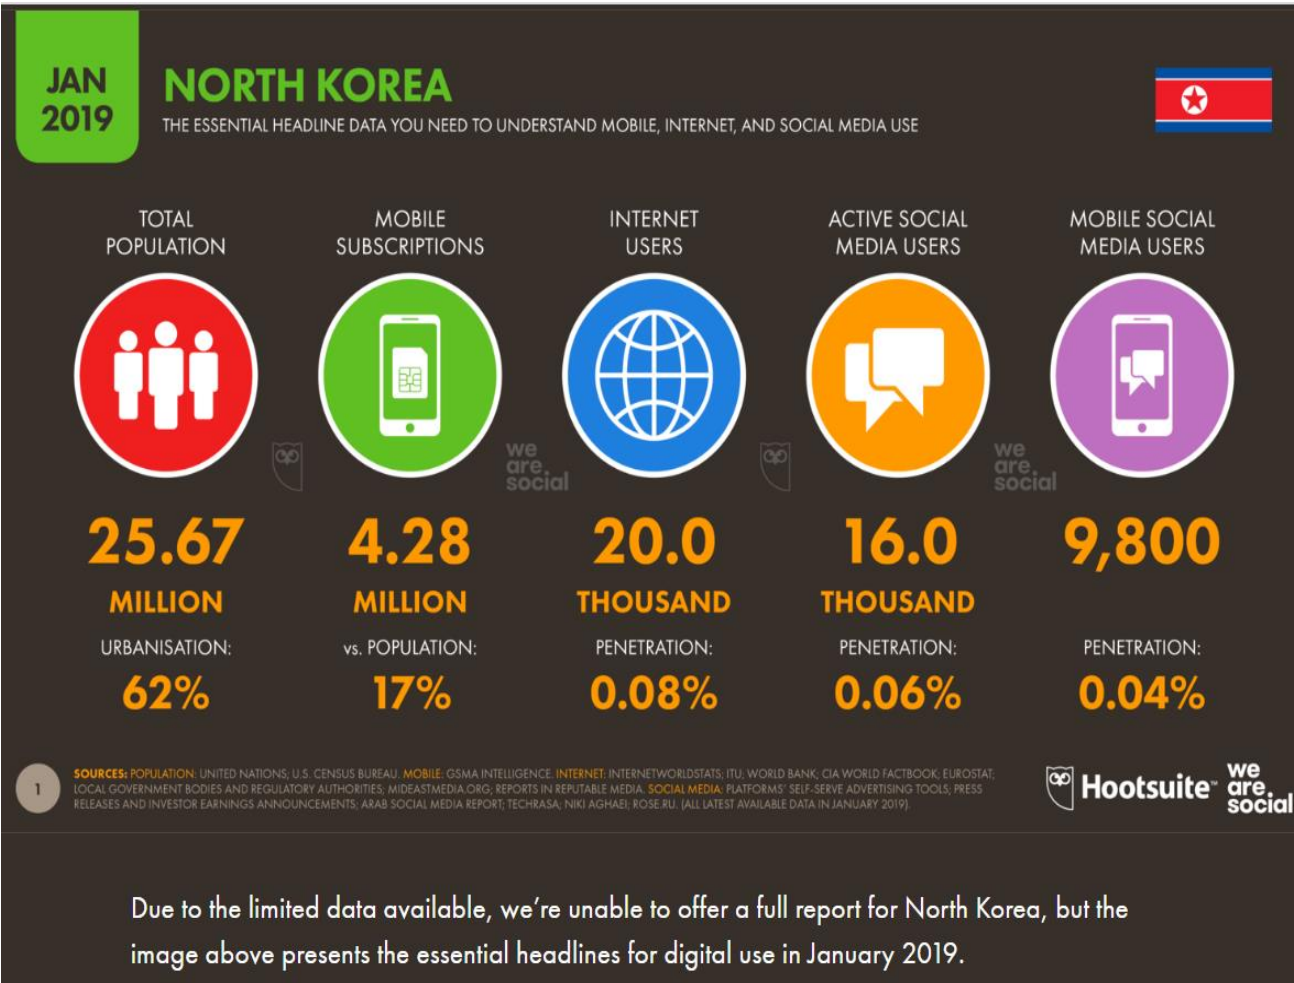 JAN
2019
NORTH KOREA
THE ESSENTIAL HEADLINE DATA YOU NEED TO UNDERSTAND MOBILE, INTERNET, AND SOCIAL MEDIA USE
TOTAL
POPULATION
MOBILE
SUBSCRIPTIONS
INTERNET
USERS
ACTIVE SOCIAL
MEDIA USERS
MOBILE SOCIAL
MEDIA USERS
we
are.
social
we
are.
social
25.67
MILLION
URBANISATION:
62%
4.28
MILLION
vs. POPULATION:
17%
20.0
THOUSAND
PENETRATION:
0.08%
16.0
THOUSAND
PENETRATION:
0.06%
9,800
PENETRATION:
0.04%
1
SOURCES: POPULATION: UNITED NATIONS; U.S. CENSUS BUREAU. MOBILE: GSMA INTELLIGENCE. INTERNET: INTERNETWORLDSTATS; ITU; WORLD BANK; CIA WORLD FACTBOOK; EUROSTAT;
LOCAL GOVERNMENT BODIES AND REGULATORY AUTHORITIES; MIDEASTMEDIA.ORG; REPORTS IN REPUTABLE MEDIA. SOCIAL MEDIA: PLATFORMS' SELF-SERVE ADVERTISING TOOLS; PRESS
RELEASES AND INVESTOR EARNINGS ANNOUNCEMENTS; ARAB SOCIAL MEDIA REPORT; TECHRASA; NIKI AGHAEI; ROSE.RU. (ALL LATEST AVAILABLE DATA IN JANUARY 2019).
Hootsuite™
we
are.
social
Due to the limited data available, we're unable to offer a full report for North Korea, but the
image above presents the essential headlines for digital use in January 2019.